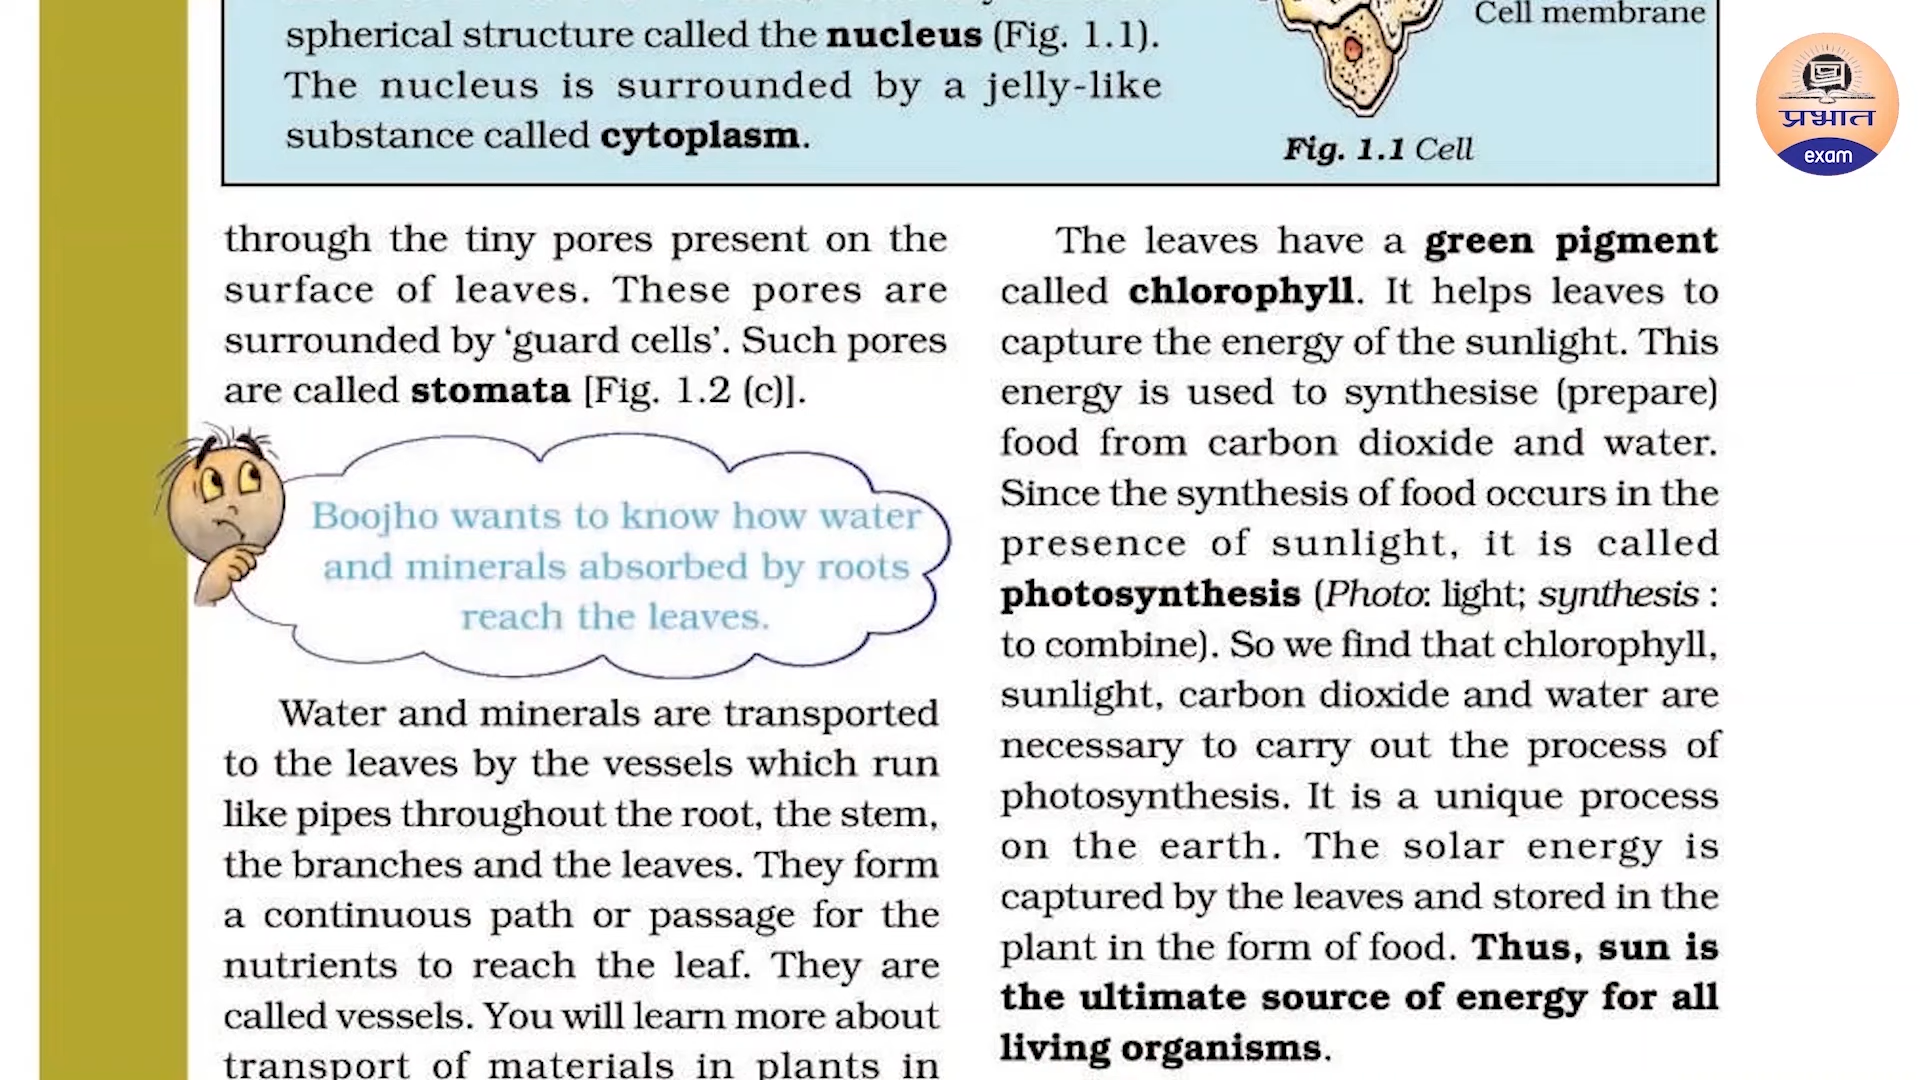 spherical structure called the nucleus (Fig. 1.1).
The nucleus is surrounded by a jelly-like
substance called cytoplasm.
Cell membrane
Fig. 1.1 Cell
प्रभात
exam
through the tiny pores present on the
surface of leaves. These pores are
surrounded by ‘guard cells’. Such pores
are called stomata [Fig. 1.2 (c)].
Boojho wants to know how water
and minerals absorbed by roots
reach the leaves.
Water and minerals are transported
to the leaves by the vessels which run
like pipes throughout the root, the stem,
the branches and the leaves. They form
a continuous path or passage for the
nutrients to reach the leaf. They are
called vessels. You will learn more about
transport of materials in plants in
The leaves have a green pigment
called chlorophyll. It helps leaves to
capture the energy of the sunlight. This
energy is used to synthesise (prepare)
food from carbon dioxide and water.
Since the synthesis of food occurs in the
presence of sunlight, it is called
photosynthesis (Photo: light; synthesis :
to combine). So we find that chlorophyll,
sunlight, carbon dioxide and water are
necessary to carry out the process of
photosynthesis. It is a unique process
on the earth. The solar energy is
captured by the leaves and stored in the
plant in the form of food. Thus, sun is
the ultimate source of energy for all
living organisms.